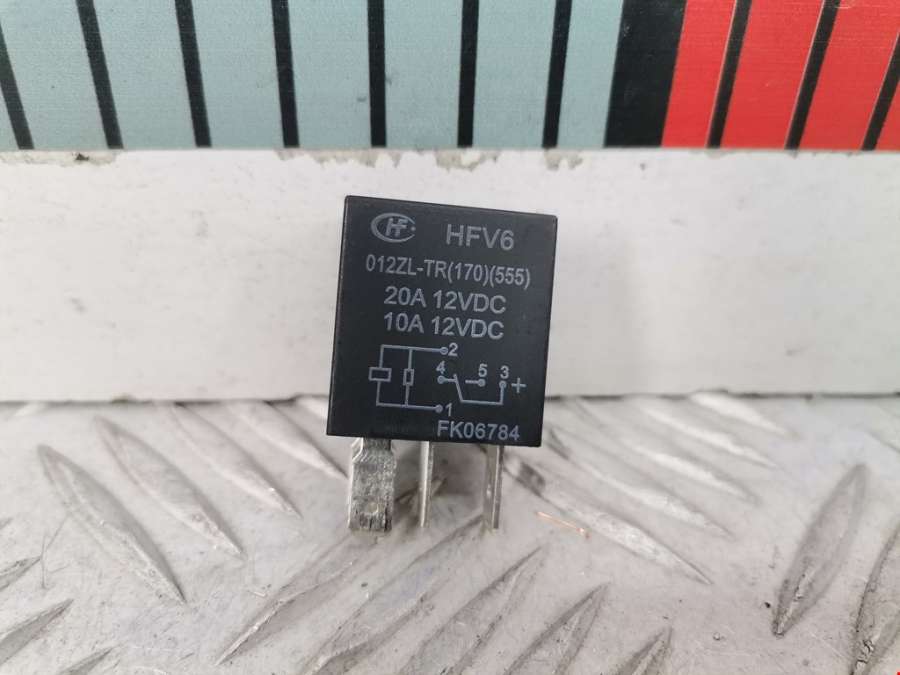 HF HFV6
012ZL-TR(170)(555)
20A 12VDC
10A 12VDC
2
4 5 3 +
1
FK06784